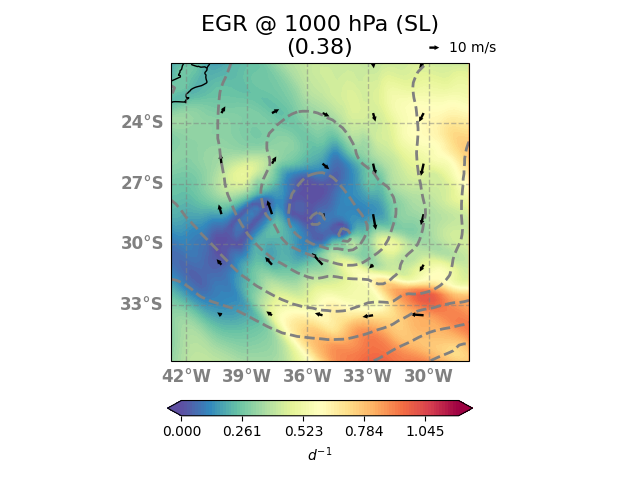 EGR @ 1000 hPa (SL)
(0.38)
10 m/s
24°S
27°S
30°S
33°S
42°W 39°W 36°W 33°W 30°W
0.000 0.261 0.523 0.784 1.045
d⁻¹